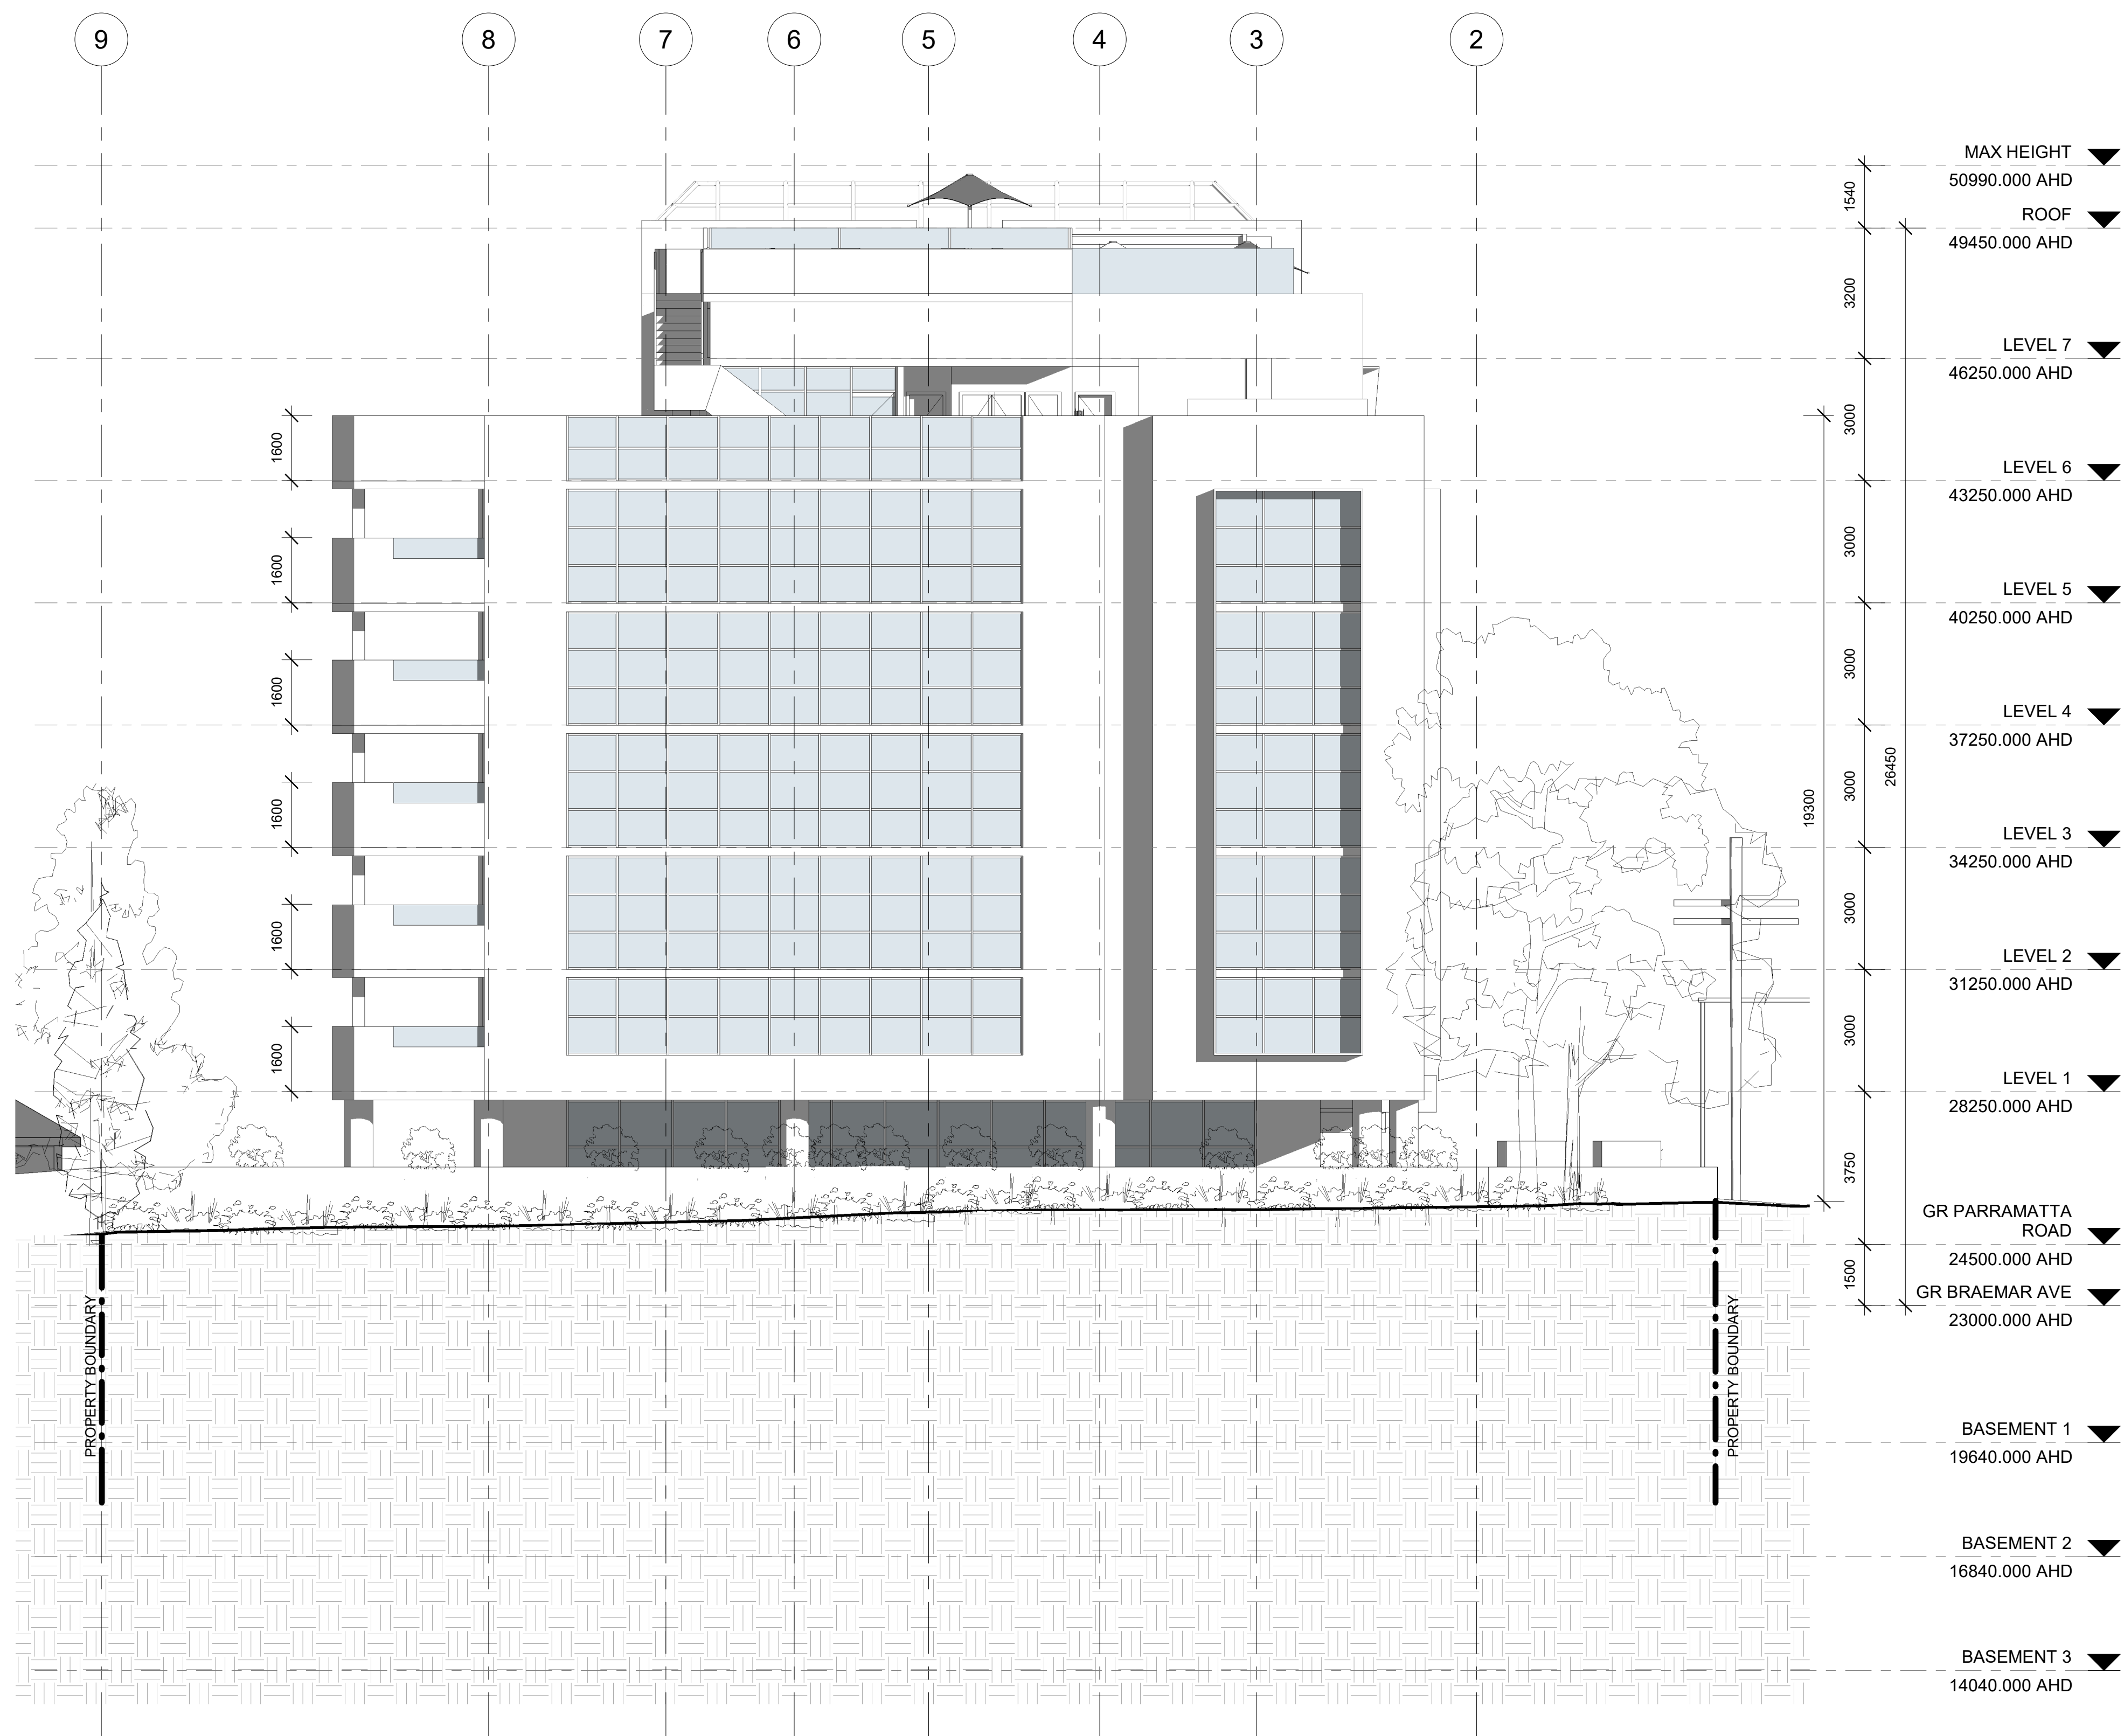 9 8 7 6 5 4 3 2
MAX HEIGHT
50990.000 AHD
1540
ROOF
49450.000 AHD
3200
LEVEL 7
46250.000 AHD
3000
1600
LEVEL 6
43250.000 AHD
3000
1600
LEVEL 5
40250.000 AHD
3000
1600
LEVEL 4
37250.000 AHD
26450
3000
1600
19300
LEVEL 3
34250.000 AHD
3000
1600
LEVEL 2
31250.000 AHD
3000
1600
LEVEL 1
28250.000 AHD
3750
GR PARRAMATTA
ROAD
24500.000 AHD
1500
GR BRAEMAR AVE
23000.000 AHD
PROPERTY BOUNDARY
PROPERTY BOUNDARY
BASEMENT 1
19640.000 AHD
BASEMENT 2
16840.000 AHD
BASEMENT 3
14040.000 AHD